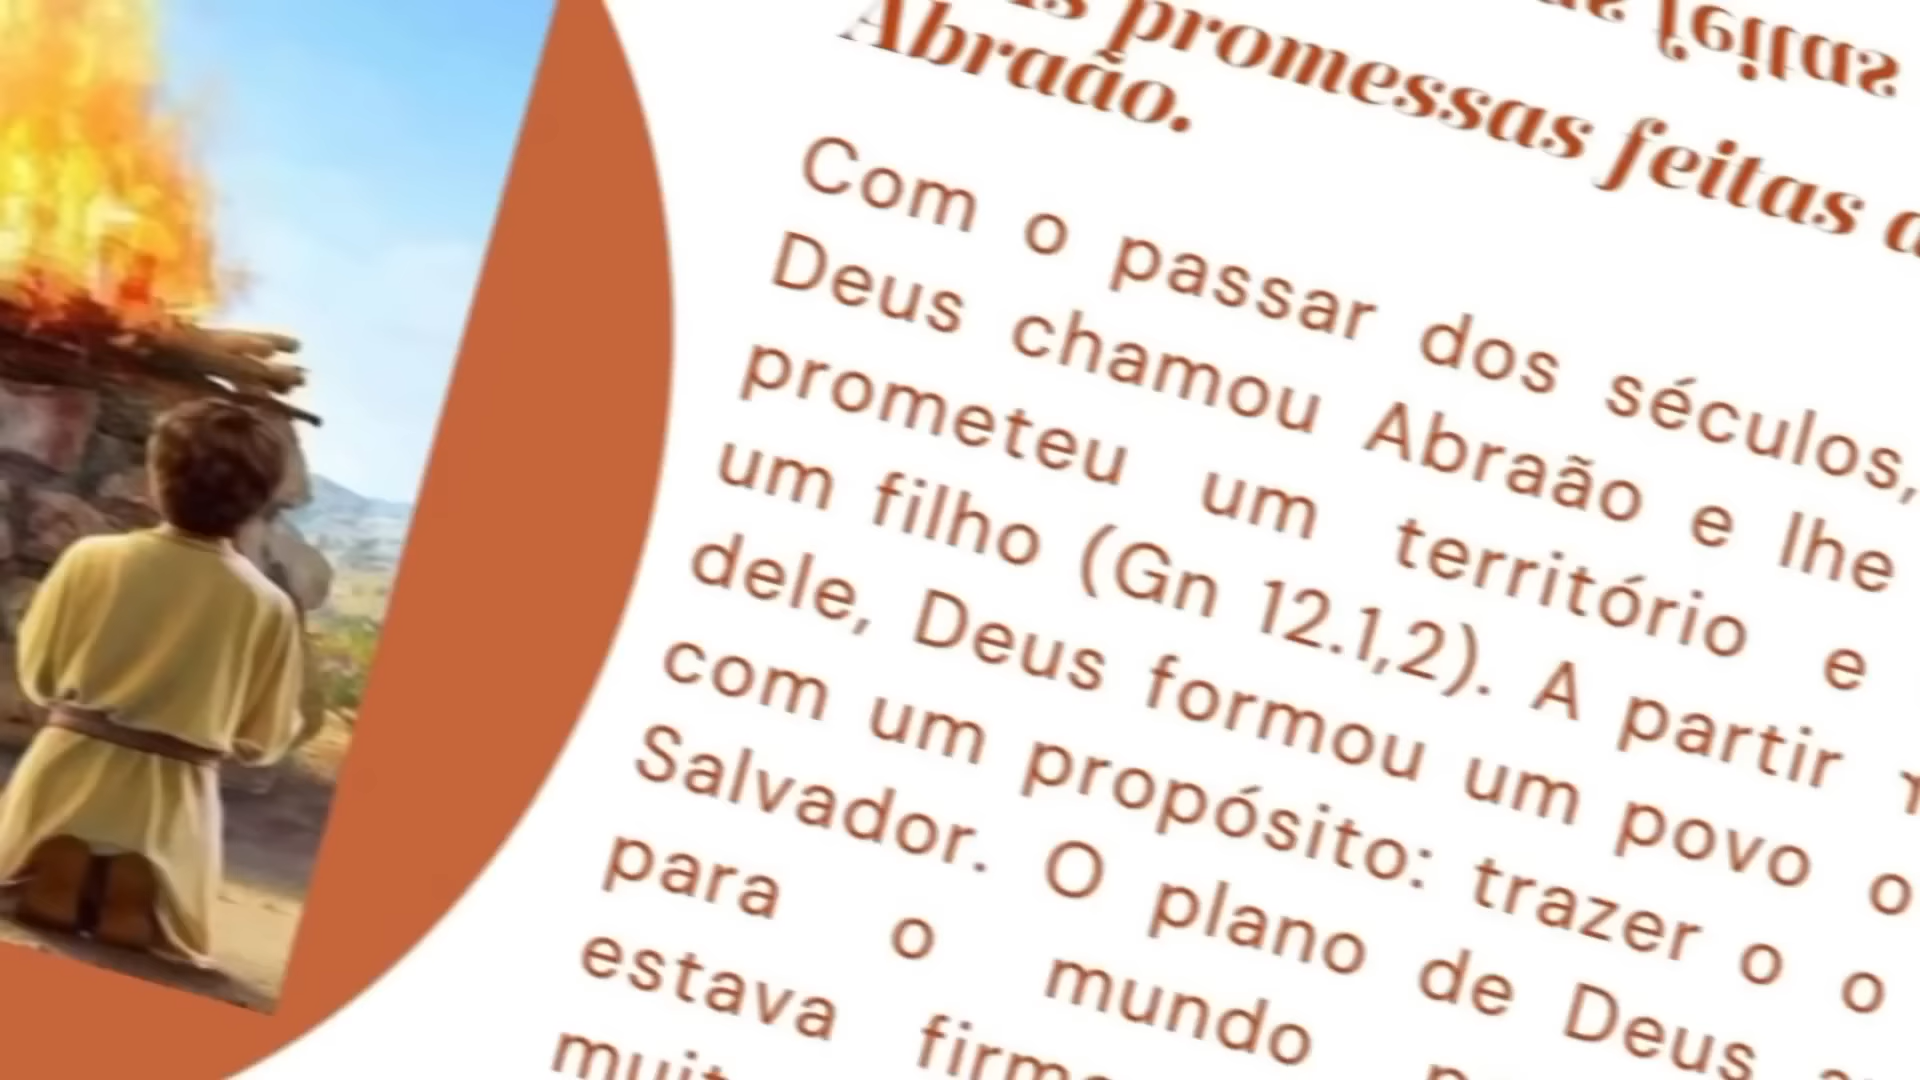 promessas feitas
Abraão.
Com o passar dos séculos,
Deus chamou Abraão e lhe
prometeu um território e
um filho (Gn 12.1,2). A partir
dele, Deus formou um povo
com um propósito: trazer o
Salvador. O plano de Deus
para o mundo
estava